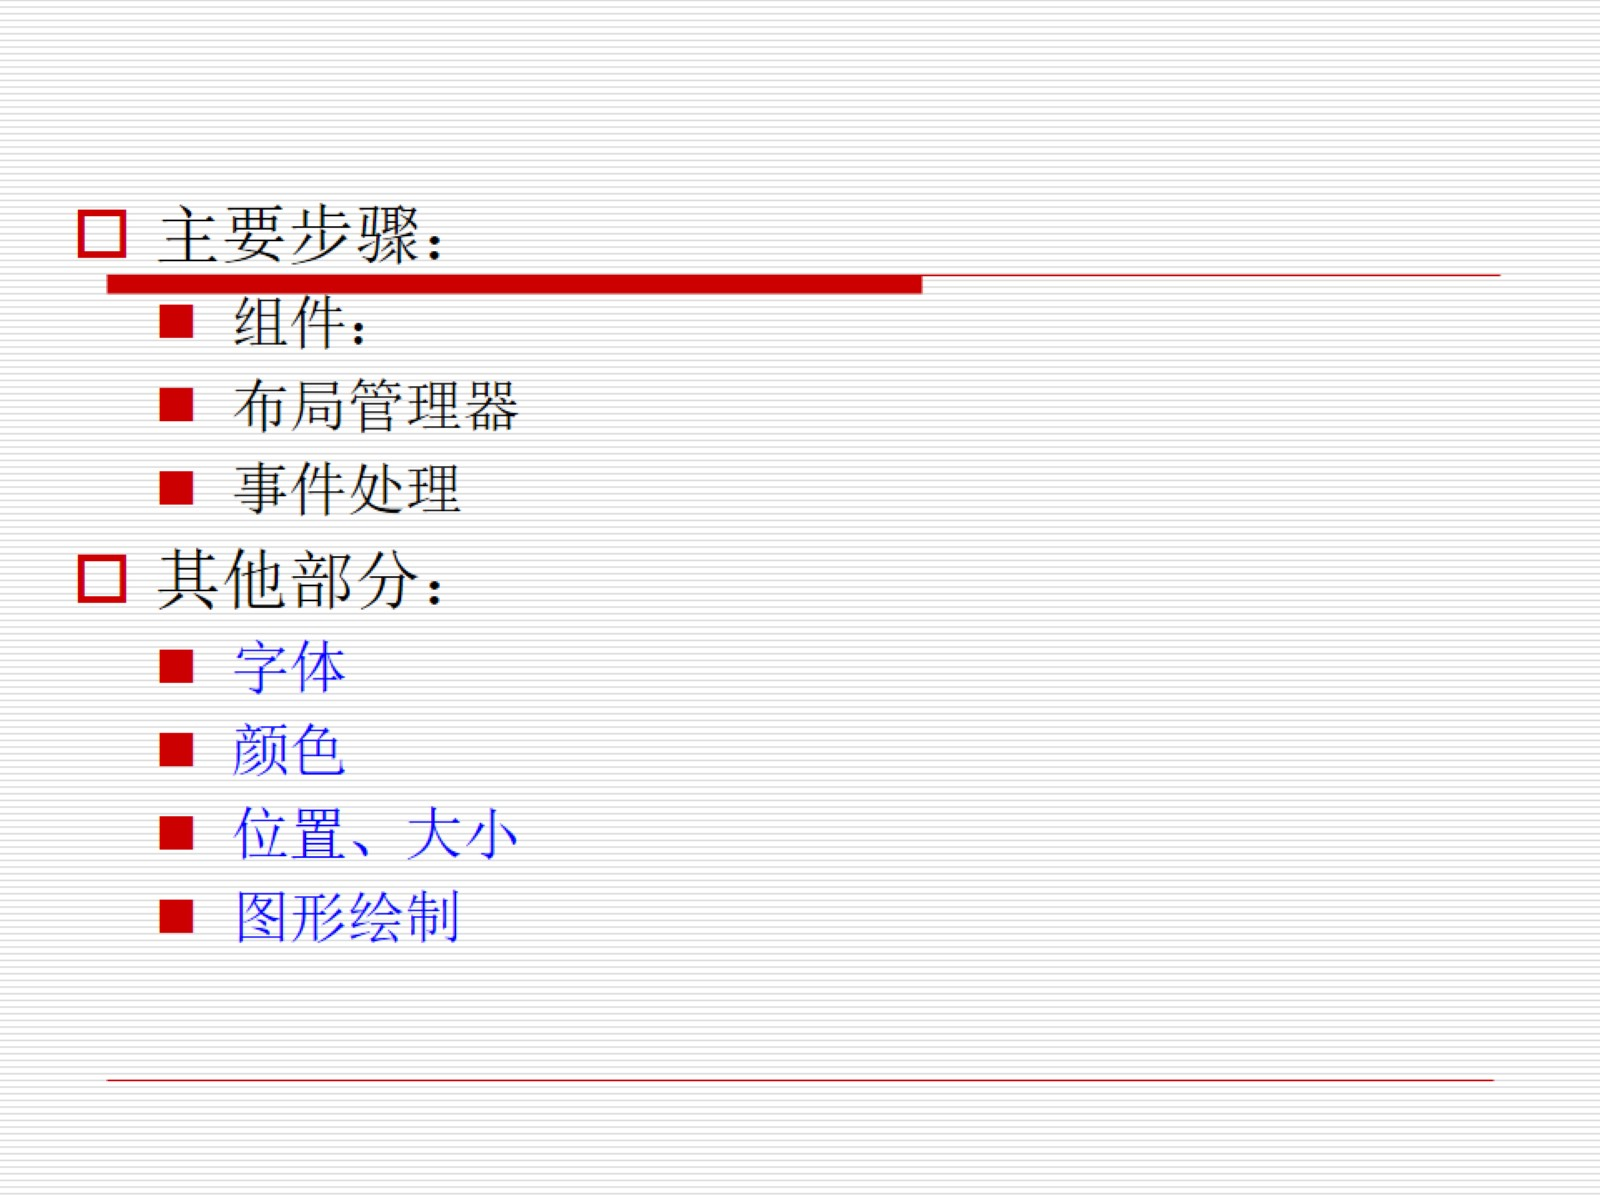 主要步骤：
组件：
布局管理器
事件处理
其他部分：
字体
颜色
位置、大小
图形绘制